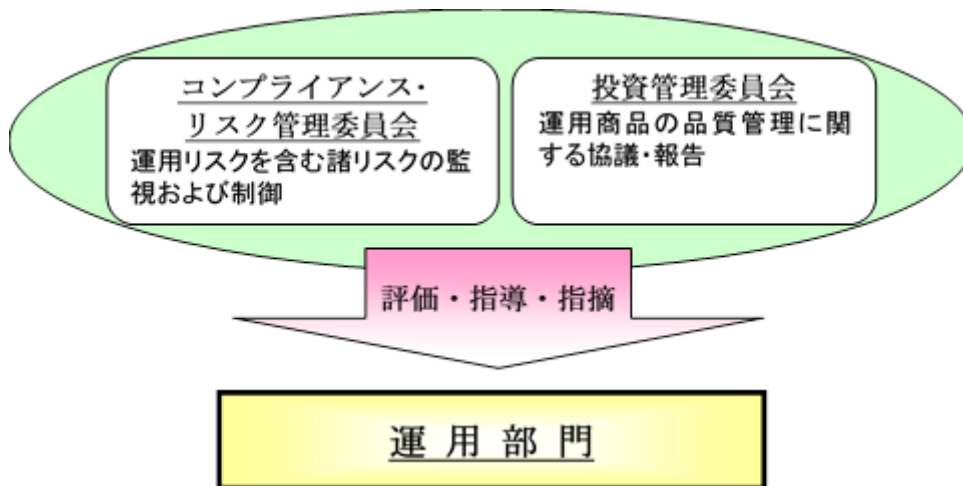 コンプライアンス・
リスク管理委員会
運用リスクを含む諸リスクの監
視および制御
投資管理委員会
運用商品の品質管理に関
する協議・報告
評価・指導・指摘
運用部門